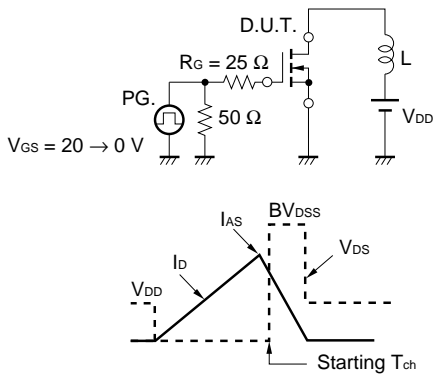 D.U.T.
RG = 25 Ω
L
PG.
50 Ω
VDD
VGS = 20 → 0 V
IAS
BVDSS
ID
VDS
VDD
Starting Tch